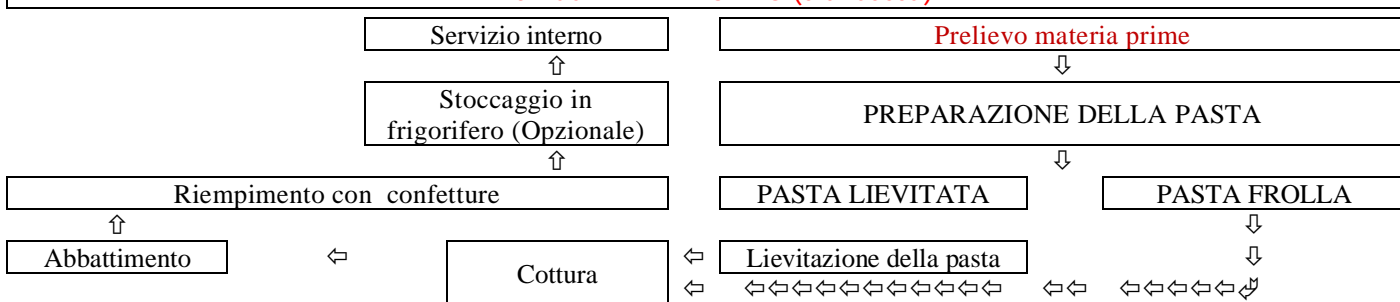 Servizio interno
Prelievo materia prime
⇧
⇩
Stoccaggio in
frigorifero (Opzionale)
PREPARAZIONE DELLA PASTA
⇧
⇩
Riempimento con confetture
PASTA LIEVITATA
PASTA FROLLA
⇧
⇩
Abbattimento
⇦
Cottura
⇦
Lievitazione della pasta
⇩
⇦
⇦⇦⇦⇦⇦⇦⇦⇦⇦⇦⇦
⇦⇦
⇦⇦⇦⇦⇦